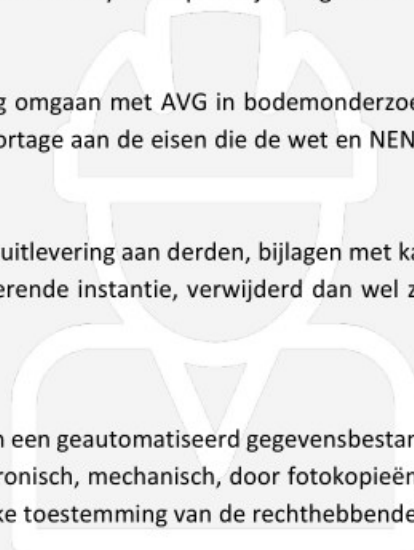 g omgaan met AVG in bodemonderzoe
ortage aan de eisen die de wet en NEN
uitlevering aan derden, bijlagen met ka
erende instantie, verwijderd dan wel z
n een geautomatiseerd gegevensbestan
ronisch, mechanisch, door fotokopieën
ke toestemming van de rechthebbende